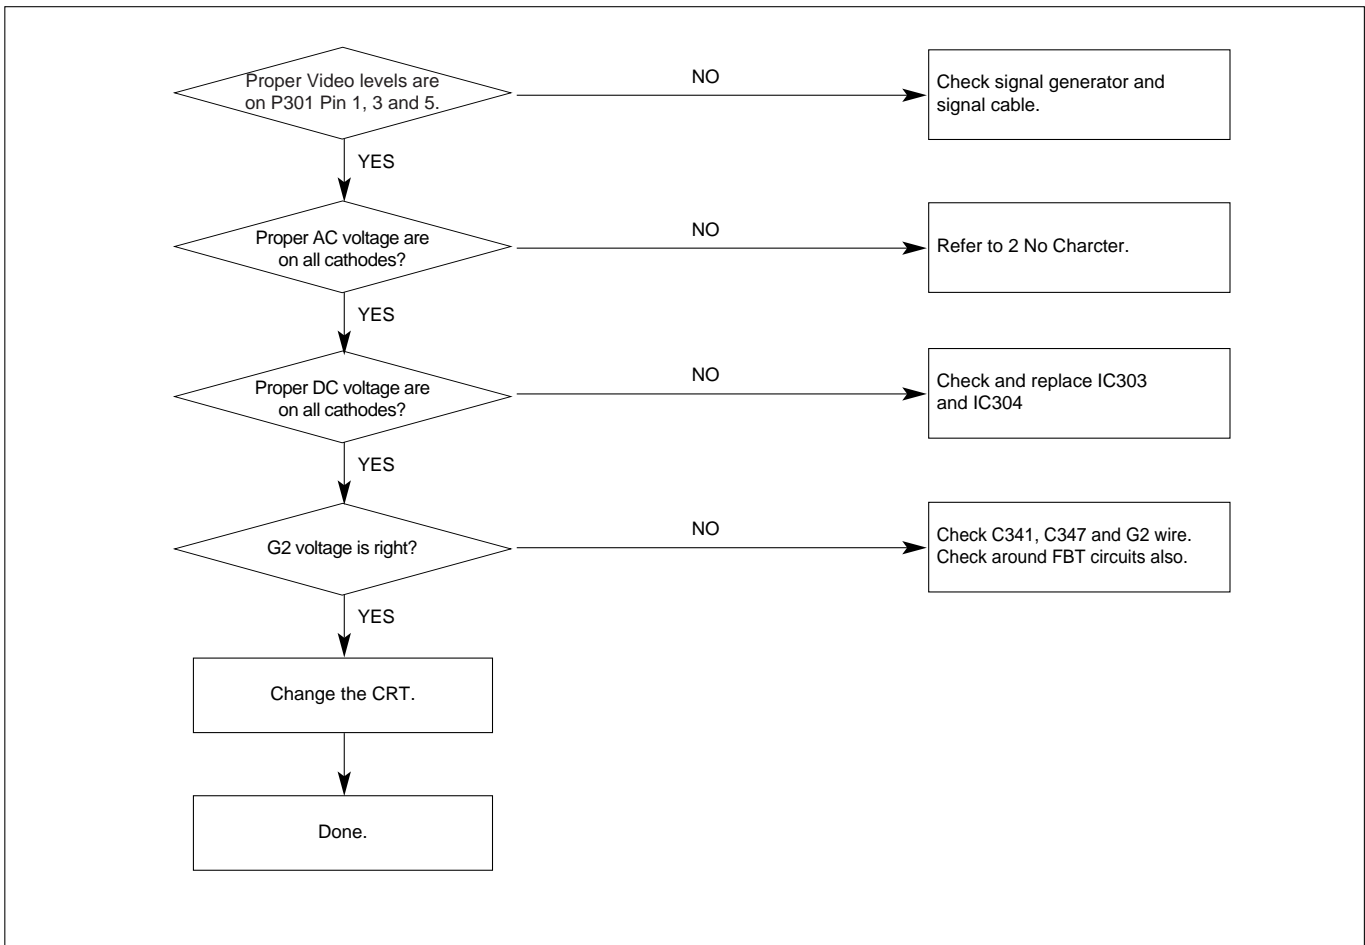 Proper Video levels are
on P301 Pin 1, 3 and 5.
NO
Check signal generator and
signal cable.
YES
Proper AC voltage are
on all cathodes?
NO
Refer to 2 No Charcter.
YES
Proper DC voltage are
on all cathodes?
NO
Check and replace IC303
and IC304
YES
G2 voltage is right?
NO
Check C341, C347 and G2 wire.
Check around FBT circuits also.
YES
Change the CRT.
Done.